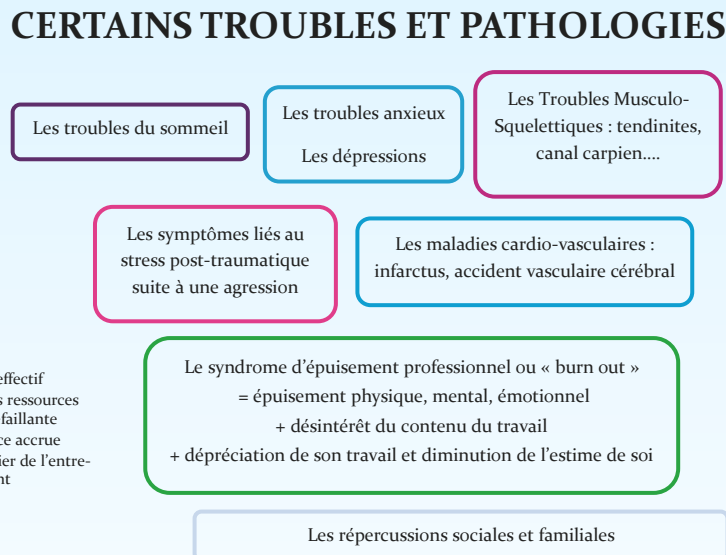 CERTAINS TROUBLES ET PATHOLOGIES
Les troubles du sommeil
Les troubles anxieux
Les dépressions
Les Troubles Musculo-
Squelettiques : tendinites,
canal carpien....
Les symptômes liés au
stress post-traumatique
suite à une agression
Les maladies cardio-vasculaires :
infarctus, accident vasculaire cérébral
effectif
ressources
faillante
accrue
de l'entre-
Le syndrome d'épuisement professionnel ou « burn out »
= épuisement physique, mental, émotionnel
+ désintérêt du contenu du travail
+ dépréciation de son travail et diminution de l'estime de soi
Les répercussions sociales et familiales